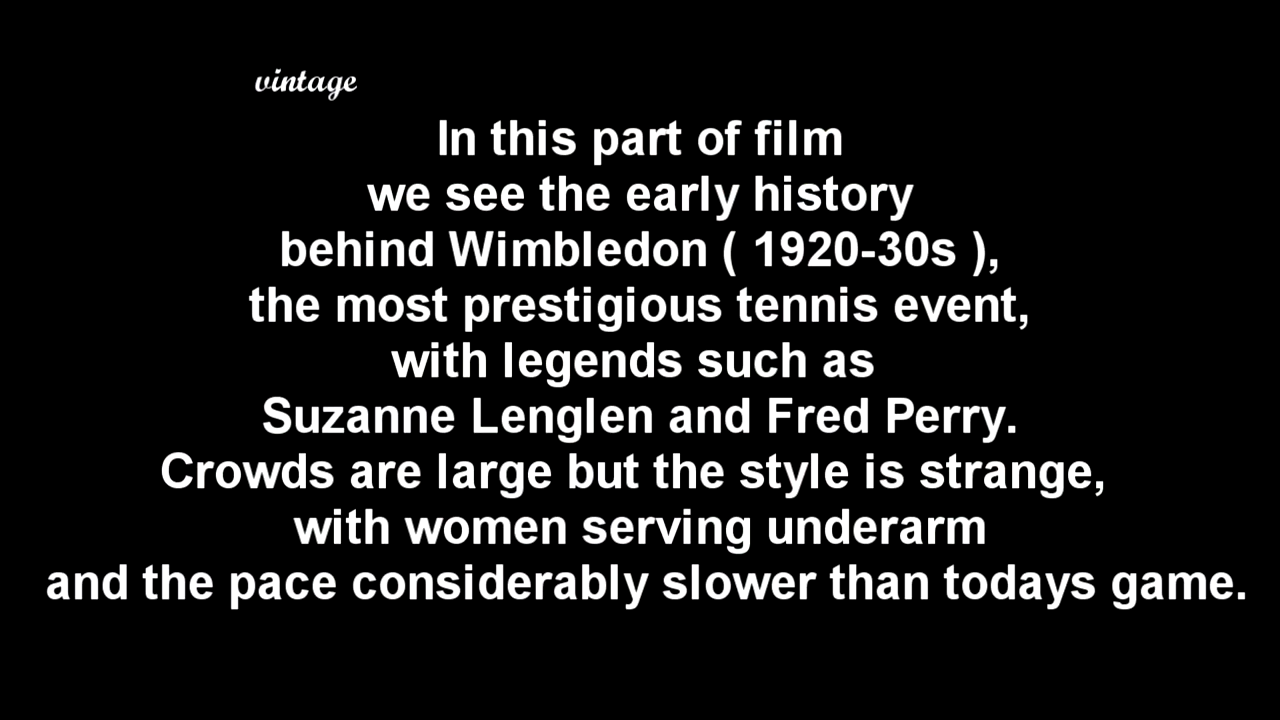 vintage
In this part of film
we see the early history
behind Wimbledon ( 1920-30s ),
the most prestigious tennis event,
with legends such as
Suzanne Lenglen and Fred Perry.
Crowds are large but the style is strange,
with women serving underarm
and the pace considerably slower than todays game.